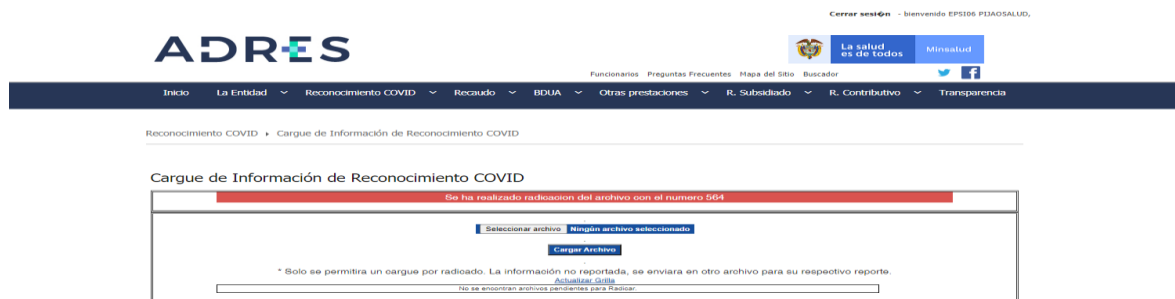 Cerrar sesi�n - bienvenido EPSI06 PIJAOSALUD,
ADRES
La salud
es de todos
Minsalud
Funcionarios Preguntas Frecuentes Mapa del Sitio Buscador
Inicio La Entidad Reconocimiento COVID Recaudo BDUA Otras prestaciones R. Subsidiado R. Contributivo Transparencia
Reconocimiento COVID Cargue de Información de Reconocimiento COVID
Cargue de Información de Reconocimiento COVID
Se ha realizado radicacion del archivo con el numero 564
Seleccionar archivo Ningún archivo seleccionado
Cargar Archivo
* Solo se permitira un cargue por radicado. La información no reportada, se enviara en otro archivo para su respectivo reporte.
Actualizar Grilla
No se encontran archivos pendientes para Radicar.